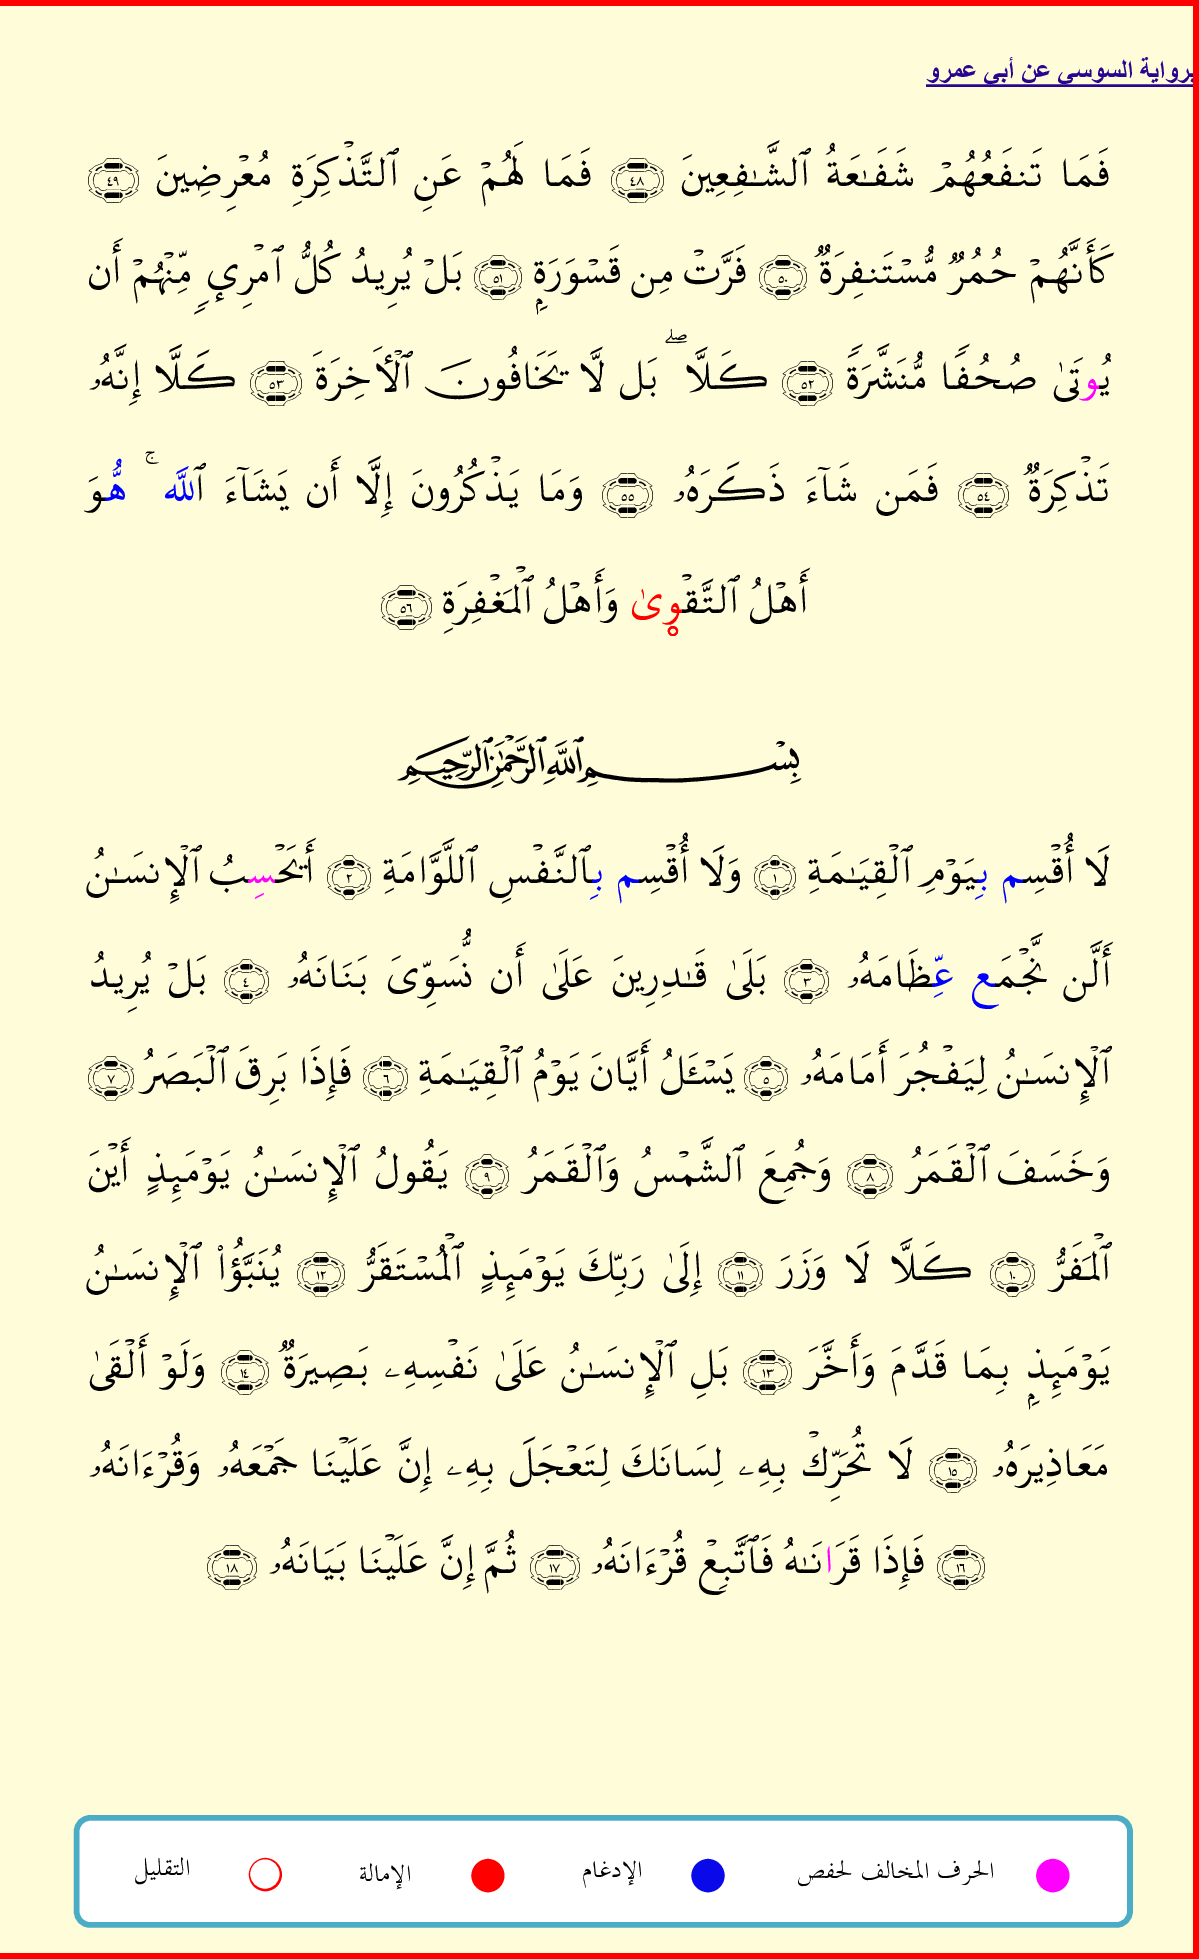 برواية السوسي عن أبي عمرو
فَمَا تَنفَعُهُمْ شَفَـٰعَةُ ٱلشَّـٰفِعِينَ ٤٨ فَمَا لَهُمْ عَنِ ٱلتَّذْكِرَةِ مُعْرِضِينَ ٤٩
كَأَنَّهُمْ حُمُرٌ مُّسْتَنفِرَةٌ ٥٠ فَرَّتْ مِن قَسْوَرَةٍۭ ٥١ بَلْ يُرِيدُ كُلُّ ٱمْرِئٍ مِّنْهُمْ أَن
يُوتَىٰ صُحُفًا مُّنَشَّرَةً ٥٢ كَلَّا ۖ بَل لَّا يَخَافُونَ ٱلْأَخِرَةَ ٥٣ كَلَّا إِنَّهُۥ
تَذْكِرَةٌ ٥٤ فَمَن شَآءَ ذَكَرَهُۥ ٥٥ وَمَا يَذْكُرُونَ إِلَّا أَن يَشَآءَ ٱللَّه ۚ هُّوَ
أَهْلُ ٱلتَّقْوِىٰ وَأَهْلُ ٱلْمَغْفِرَةِ ٥٦
بِسْمِ ٱللَّهِ ٱلرَّحْمَٰنِ ٱلرَّحِيمِ
لَا أُقْسِم بِيَوْمِ ٱلْقِيَـٰمَةِ ١ وَلَا أُقْسِم بِٱلنَّفْسِ ٱللَّوَّامَةِ ٢ أَيَحْسِبُ ٱلْإِنسَـٰنُ
أَلَّن نَّجْمَع عِّظَامَهُۥ ٣ بَلَىٰ قَـٰدِرِينَ عَلَىٰ أَن نُّسَوِّىَ بَنَانَهُۥ ٤ بَلْ يُرِيدُ
ٱلْإِنسَـٰنُ لِيَفْجُرَ أَمَامَهُۥ ٥ يَسْـَٔلُ أَيَّانَ يَوْمُ ٱلْقِيَـٰمَةِ ٦ فَإِذَا بَرِقَ ٱلْبَصَرُ ٧
وَخَسَفَ ٱلْقَمَرُ ٨ وَجُمِعَ ٱلشَّمْسُ وَٱلْقَمَرُ ٩ يَقُولُ ٱلْإِنسَـٰنُ يَوْمَئِذٍ أَيْنَ
ٱلْمَفَرُّ ١٠ كَلَّا لَا وَزَرَ ١١ إِلَىٰ رَبِّكَ يَوْمَئِذٍ ٱلْمُسْتَقَرُّ ١٢ يُنَبَّؤُاْ ٱلْإِنسَـٰنُ
يَوْمَئِذٍۭ بِمَا قَدَّمَ وَأَخَّرَ ١٣ بَلِ ٱلْإِنسَـٰنُ عَلَىٰ نَفْسِهِۦ بَصِيرَةٌ ١٤ وَلَوْ أَلْقَىٰ
مَعَاذِيرَهُۥ ١٥ لَا تُحَرِّكْ بِهِۦ لِسَانَكَ لِتَعْجَلَ بِهِۦ إِنَّ عَلَيْنَا جَمْعَهُۥ وَقُرْءَانَهُۥ
١٦ فَإِذَا قَرَانَـٰهُ فَٱتَّبِعْ قُرْءَانَهُۥ ١٧ ثُمَّ إِنَّ عَلَيْنَا بَيَانَهُۥ ١٨
الحرف المخالف لحفص الإدغام الإمالة التقليل